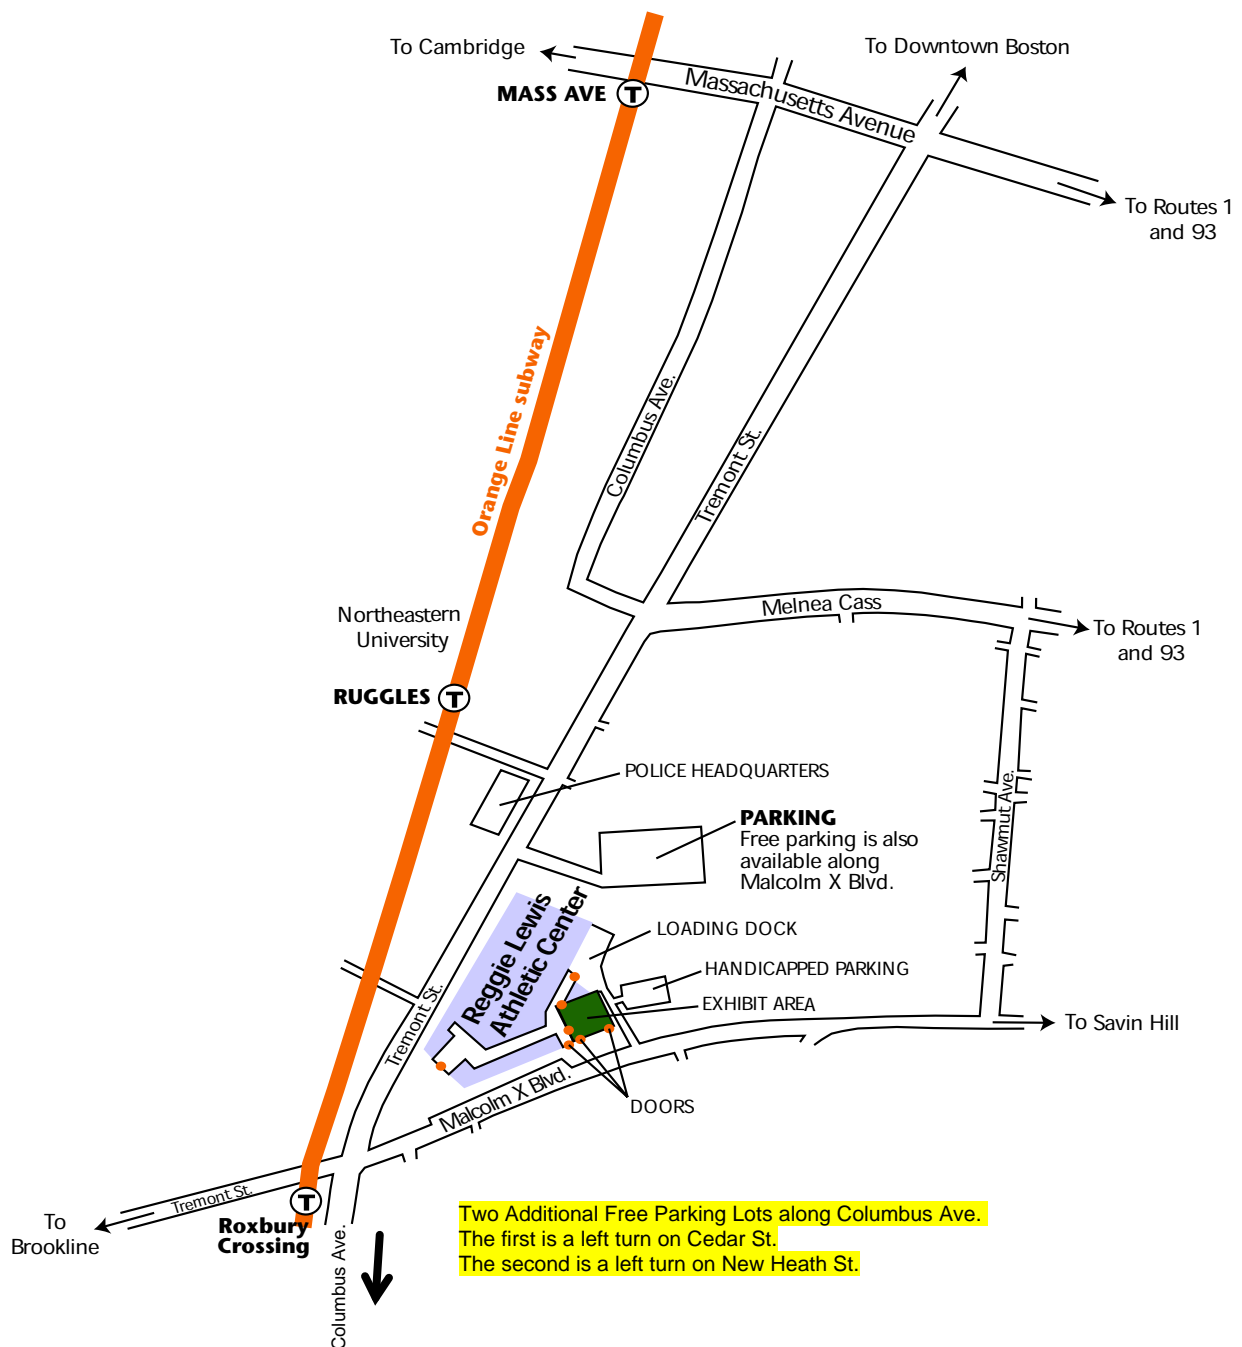 To Cambridge
To Downtown Boston
MASS AVE
T
Massachusetts Avenue
To Routes 1
and 93
Orange Line subway
Columbus Ave.
Tremont St.
Melnea Cass
Northeastern
University
To Routes 1
and 93
RUGGLES
T
POLICE HEADQUARTERS
PARKING
Free parking is also
available along
Malcolm X Blvd.
Shawmut Ave.
Reggie Lewis
Athletic Center
LOADING DOCK
HANDICAPPED PARKING
EXHIBIT AREA
To Savin Hill
Tremont St.
Malcolm X Blvd.
DOORS
Tremont St.
T
To
Brookline
Roxbury
Crossing
Columbus Ave.
Two Additional Free Parking Lots along Columbus Ave.
The first is a left turn on Cedar St.
The second is a left turn on New Heath St.